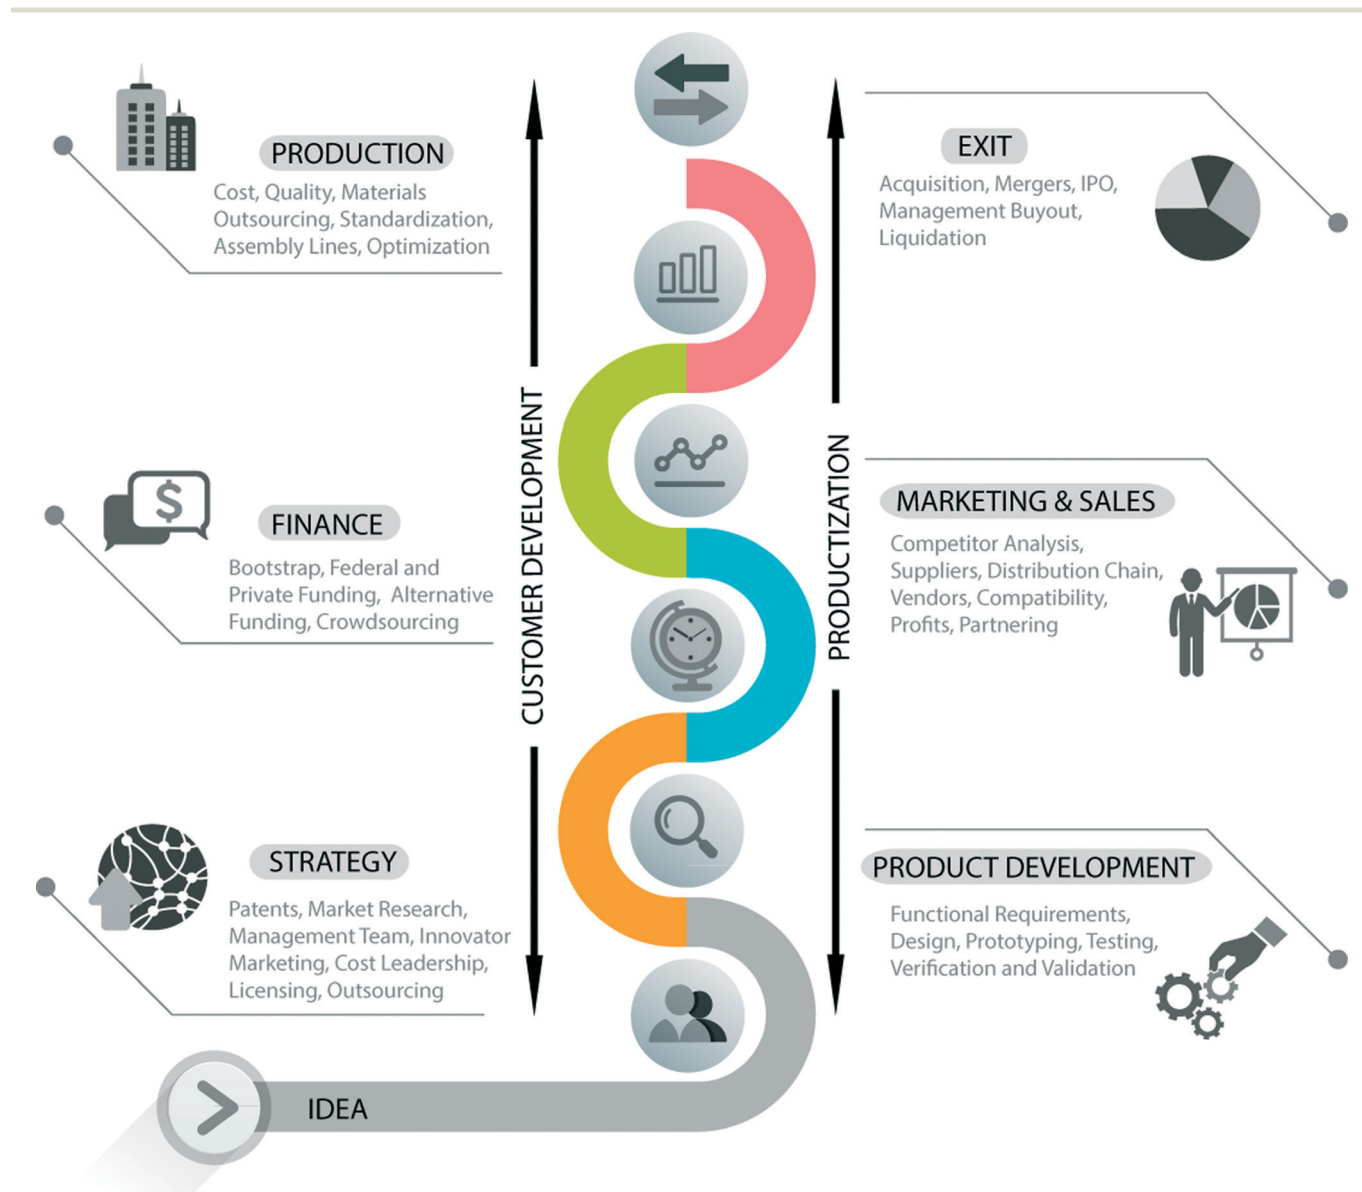 PRODUCTION
Cost, Quality, Materials
Outsourcing, Standardization,
Assembly Lines, Optimization
FINANCE
Bootstrap, Federal and
Private Funding, Alternative
Funding, Crowdsourcing
STRATEGY
Patents, Market Research,
Management Team, Innovator
Marketing, Cost Leadership,
Licensing, Outsourcing
CUSTOMER DEVELOPMENT
PRODUCTIZATION
EXIT
Acquisition, Mergers, IPO,
Management Buyout,
Liquidation
MARKETING & SALES
Competitor Analysis,
Suppliers, Distribution Chain,
Vendors, Compatibility,
Profits, Partnering
PRODUCT DEVELOPMENT
Functional Requirements,
Design, Prototyping, Testing,
Verification and Validation
IDEA
$